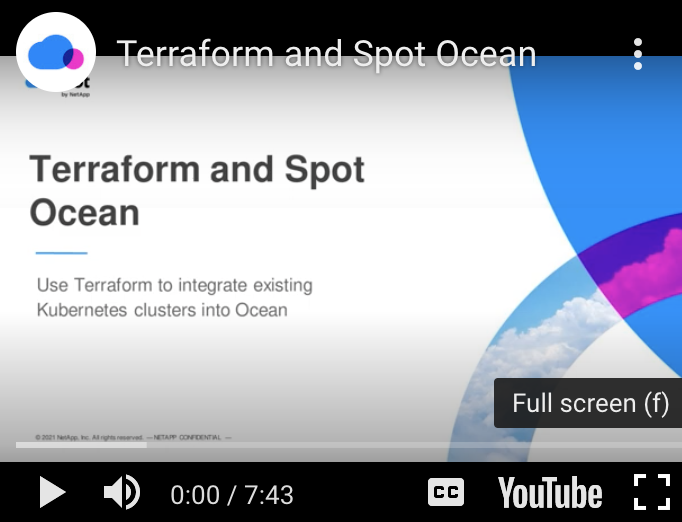 Terraform and Spot Ocean
by NetApp
Terraform and Spot
Ocean
Use Terraform to integrate existing
Kubernetes clusters into Ocean
Full screen (f)
© 2021 NetApp, Inc. All rights reserved. — NETAPP CONFIDENTIAL —
0:00 / 7:43
CC
YouTube